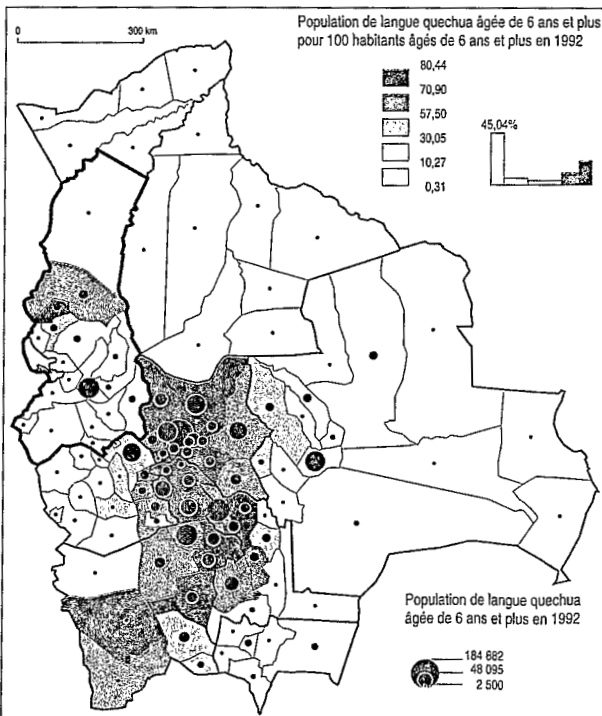 0 300 km
Population de langue quechua âgée de 6 ans et plus
pour 100 habitants âgés de 6 ans et plus en 1992
80,44
70,90
57,50
30,05
10,27
0,31
45,04%
Population de langue quechua
âgée de 6 ans et plus en 1992
184 682
48 095
2 500